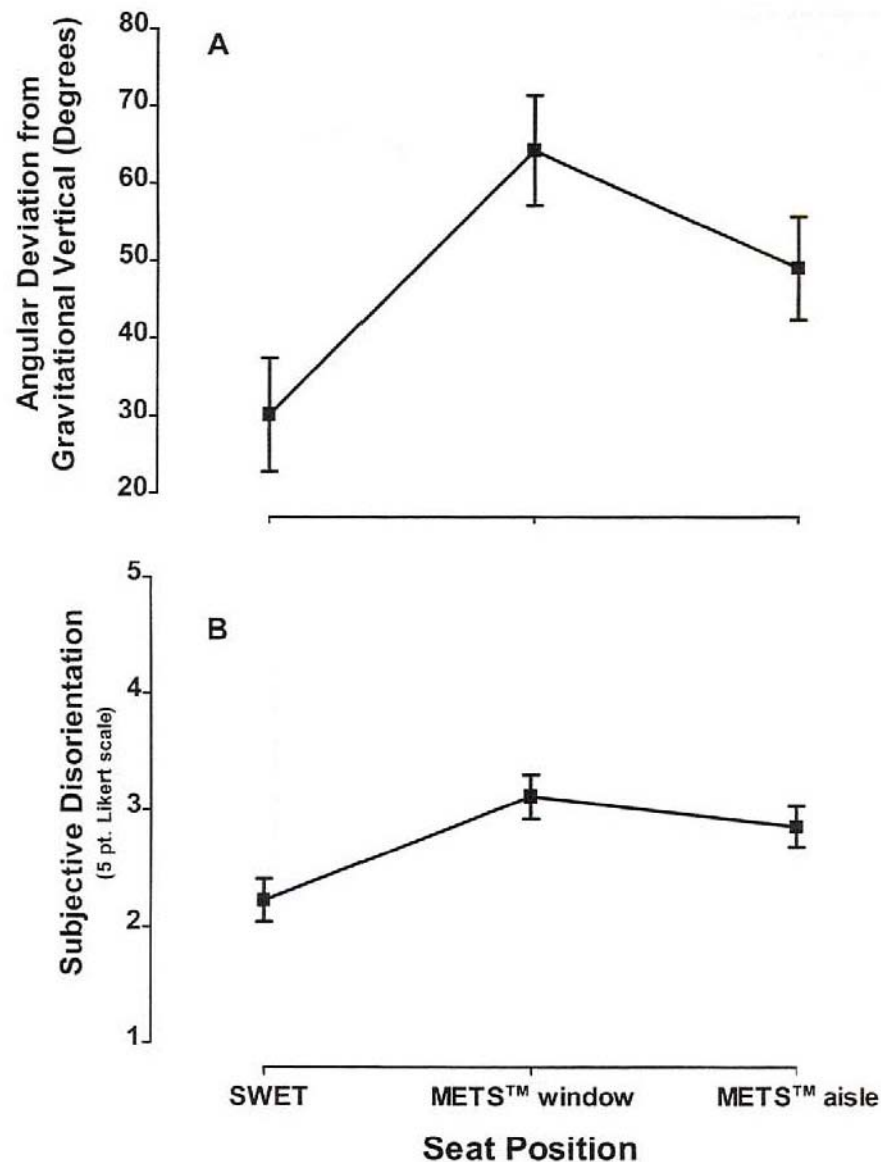 A
Angular Deviation from
Gravitational Vertical (Degrees)
80
70
60
50
40
30
20
B
Subjective Disorientation
(5 pt. Likert scale)
5
4
3
2
1
SWET
METS™ window
METS™ aisle
Seat Position